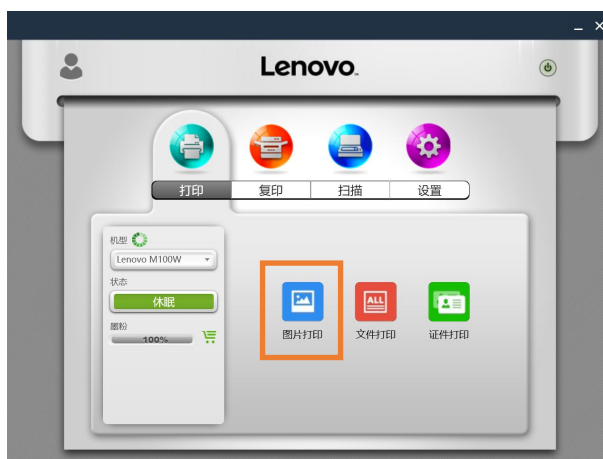 Lenovo
打印 复印 扫描 设置
机型
Lenovo M100W
状态
休眠
墨粉
100%
ALL
图片打印 文件打印 证件打印